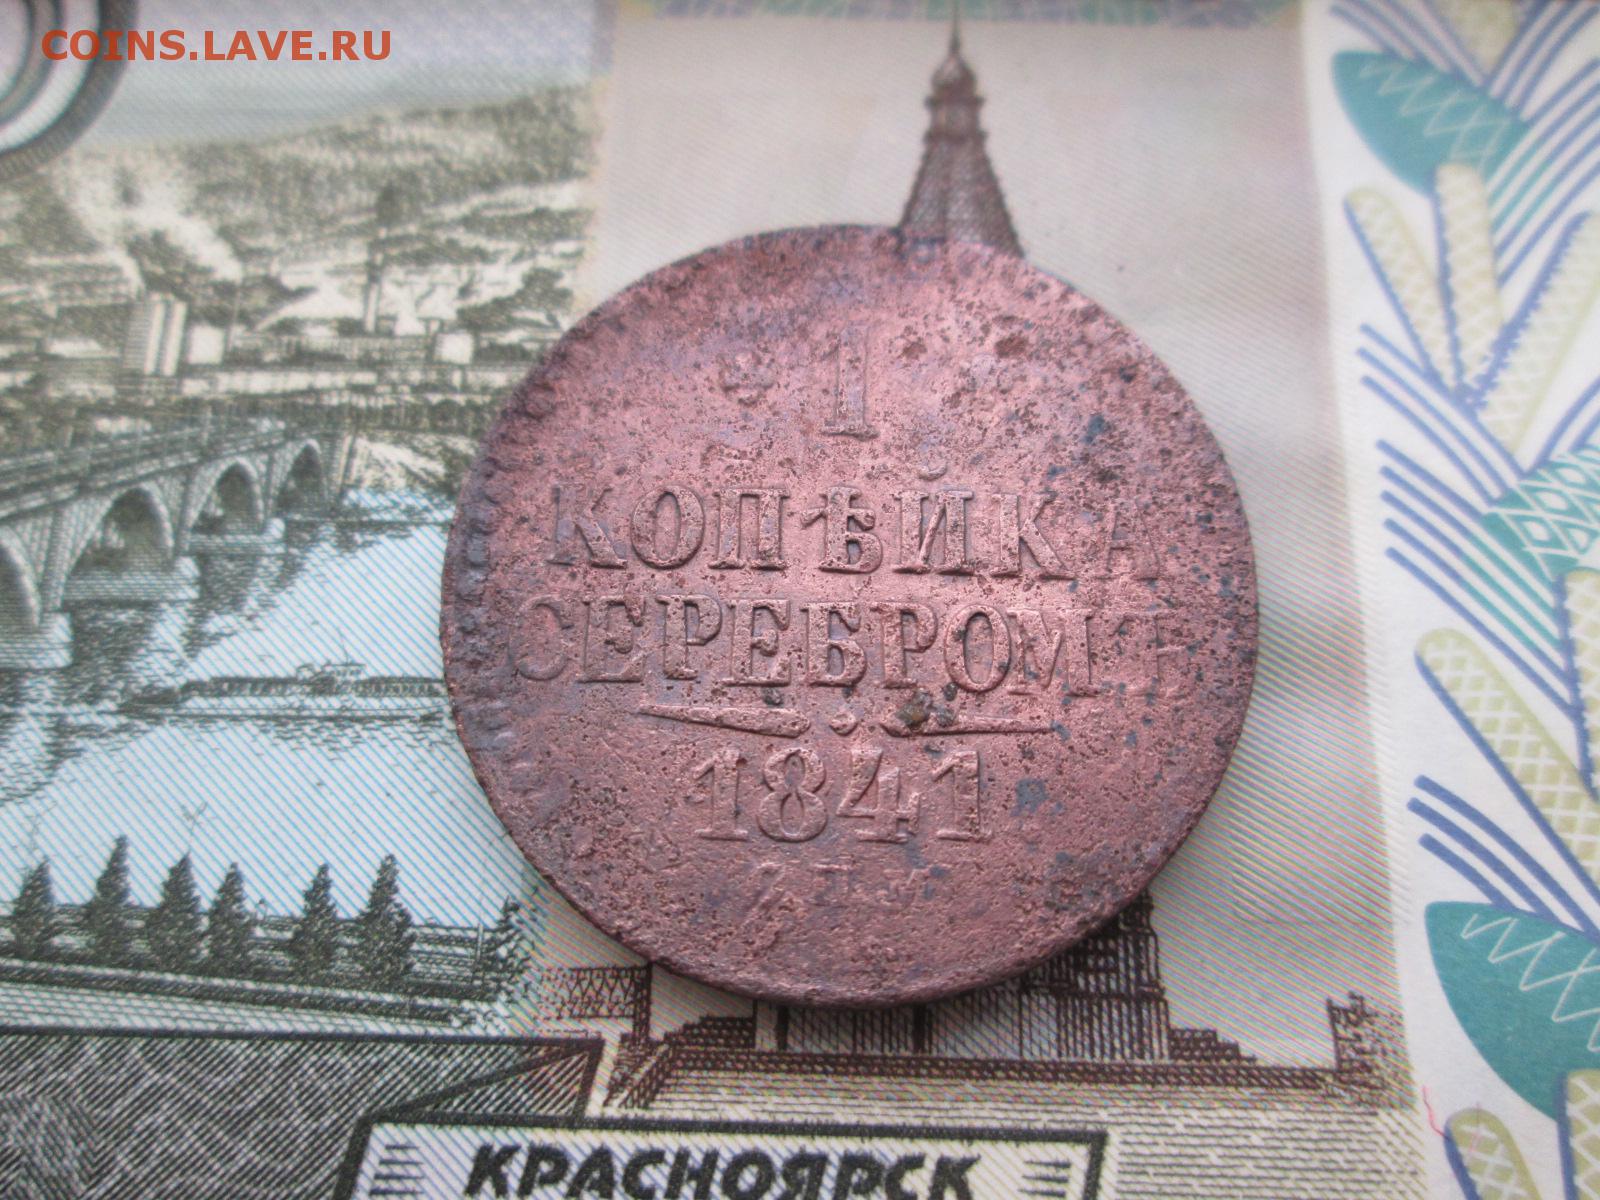 COINS.LAVE.RU
1
КОПѢЙКА
СЕРЕБРОМЪ
1841
КРАСНОЯРСК